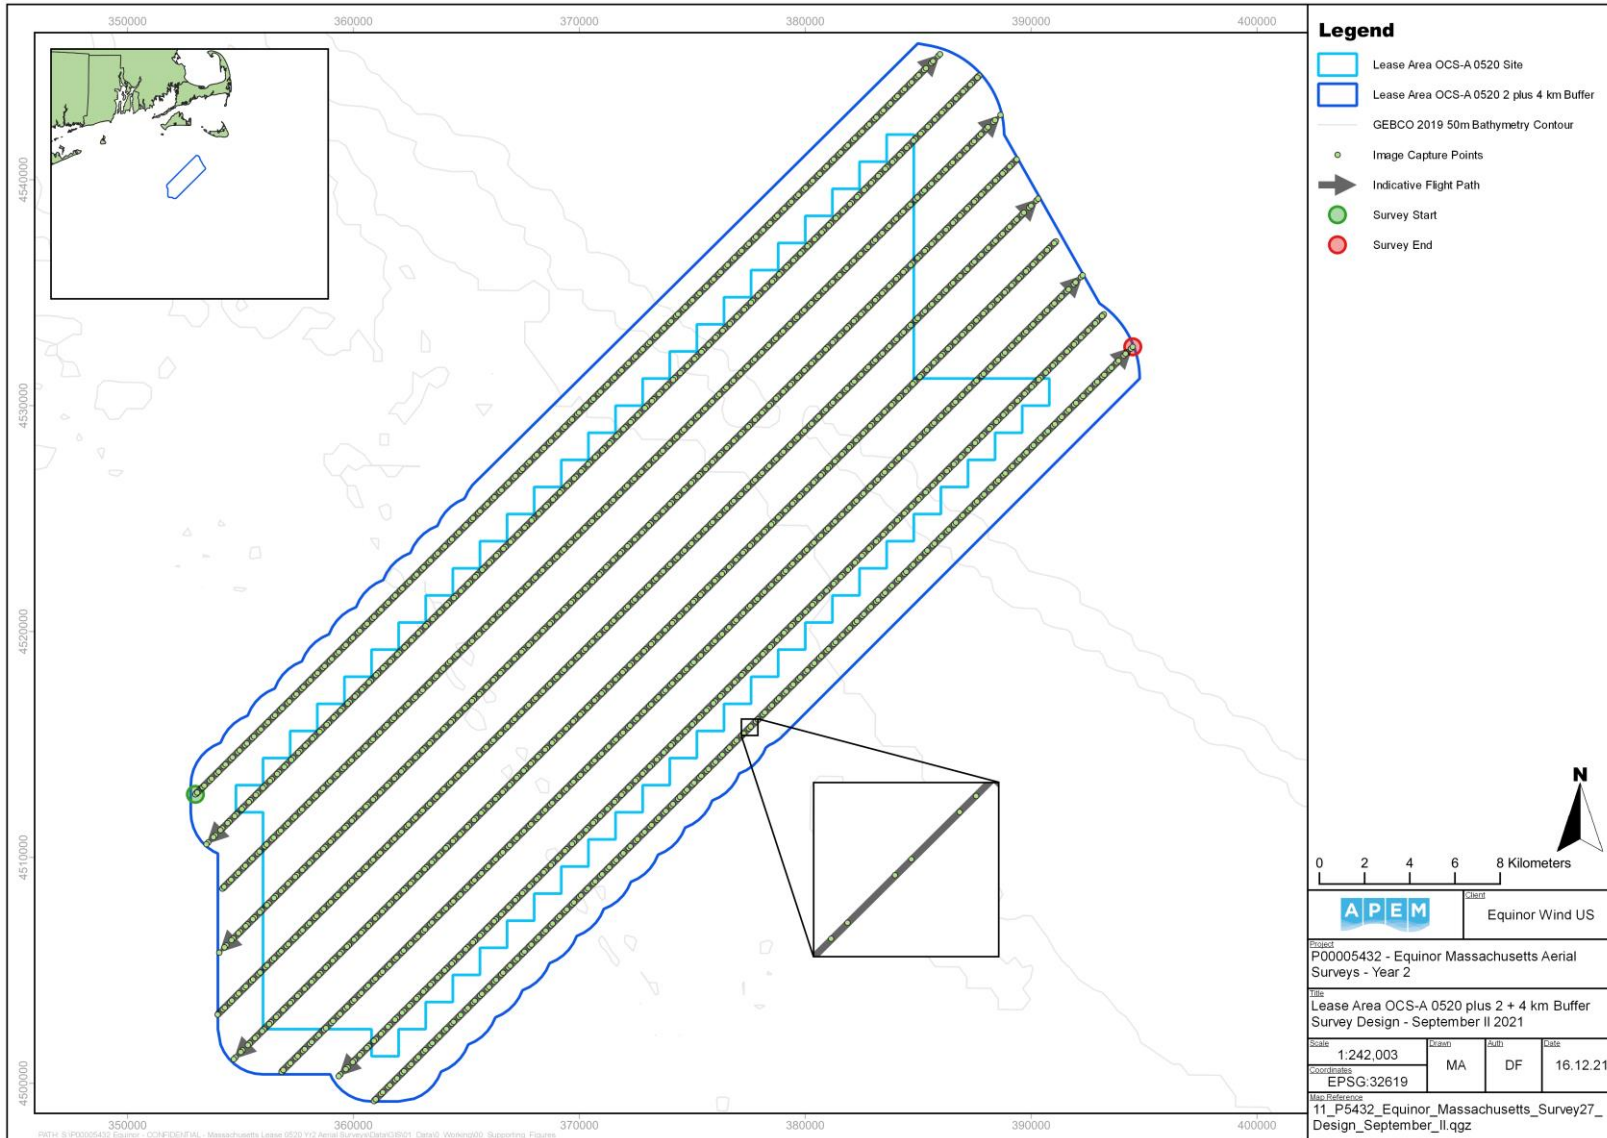 350000 360000 370000 380000 390000 400000
4540000
4530000
4520000
4510000
4500000
350000 360000 370000 380000 390000 400000
Legend
Lease Area OCS-A 0520 Site
Lease Area OCS-A 0520 2 plus 4 km Buffer
GEBCO 2019 50m Bathymetry Contour
Image Capture Points
Indicative Flight Path
Survey Start
Survey End
N
0 2 4 6 8 Kilometers
APEM
Client
Equinor Wind US
Project
P00005432 - Equinor Massachusetts Aerial
Surveys - Year 2
Title
Lease Area OCS-A 0520 plus 2 + 4 km Buffer
Survey Design - September II 2021
Scale
1:242,003
Drawn
MA
Auth
DF
Date
16.12.21
Coordinates
EPSG:32619
Map Reference
11_P5432_Equinor_Massachusetts_Survey27_
Design_September_II.qgz